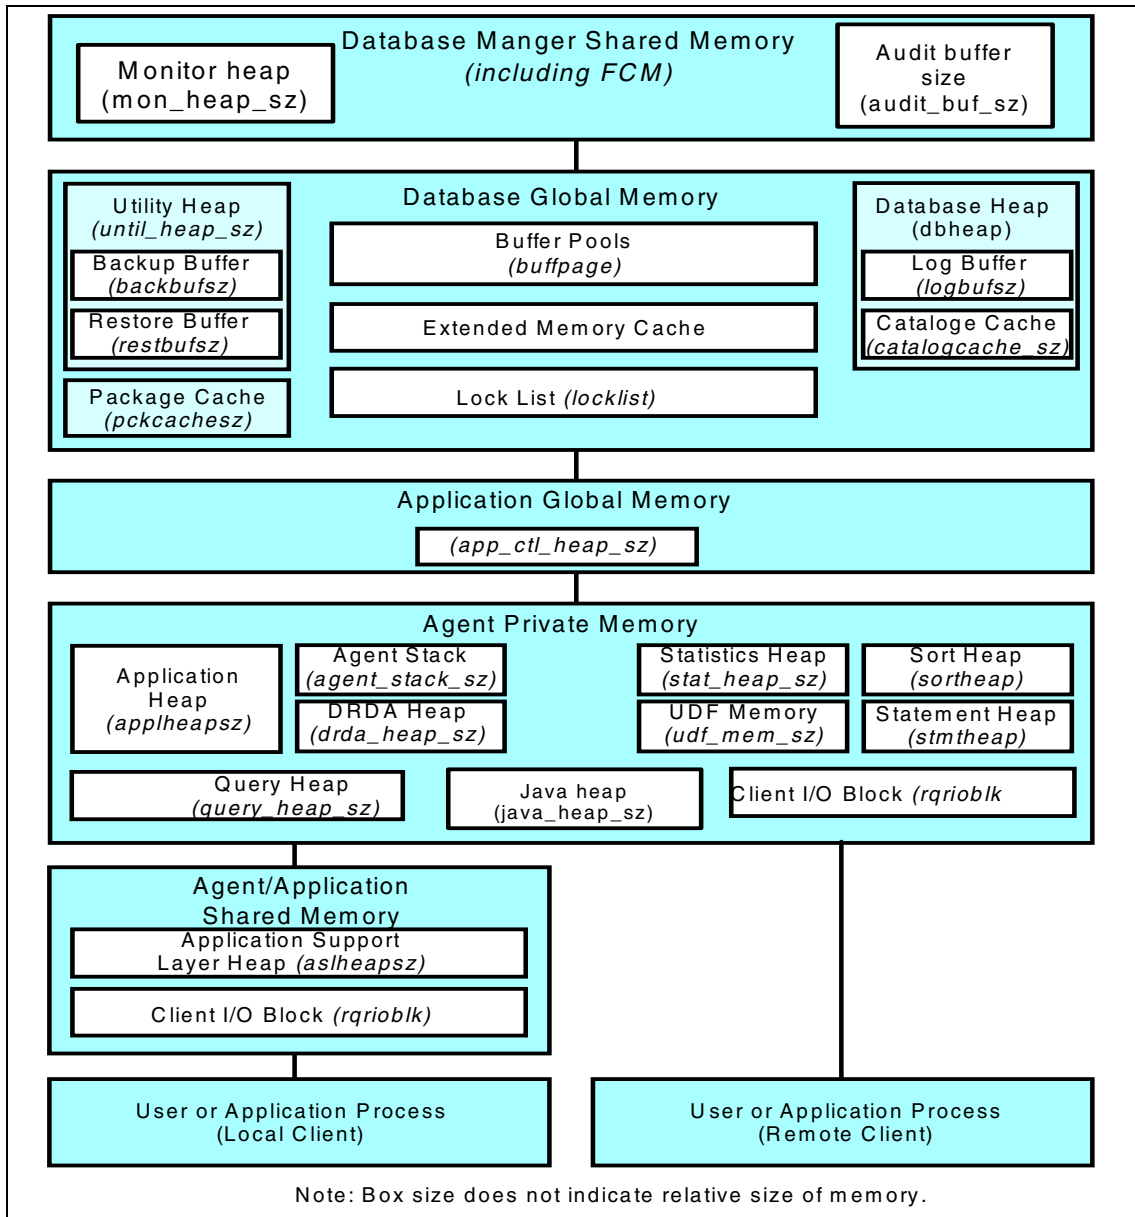 Database Manger Shared Memory
(including FCM)
Monitor heap
(mon_heap_sz)
Audit buffer
size
(audit_buf_sz)
Database Global Memory
Utility Heap
(until_heap_sz)
Backup Buffer
(backbufsz)
Restore Buffer
(restbufsz)
Package Cache
(pckcachesz)
Buffer Pools
(buffpage)
Extended Memory Cache
Lock List (locklist)
Database Heap
(dbheap)
Log Buffer
(logbufsz)
Cataloge Cache
(catalogcache_sz)
Application Global Memory
(app_ctl_heap_sz)
Agent Private Memory
Application
Heap
(applheapsz)
Agent Stack
(agent_stack_sz)
DRDA Heap
(drda_heap_sz)
Statistics Heap
(stat_heap_sz)
UDF Memory
(udf_mem_sz)
Sort Heap
(sortheap)
Statement Heap
(stmtheap)
Query Heap
(query_heap_sz)
Java heap
(java_heap_sz)
Client I/O Block (rqrioblk
Agent/Application
Shared Memory
Application Support
Layer Heap (aslheapsz)
Client I/O Block (rqrioblk)
User or Application Process
(Local Client)
User or Application Process
(Remote Client)
Note: Box size does not indicate relative size of memory.